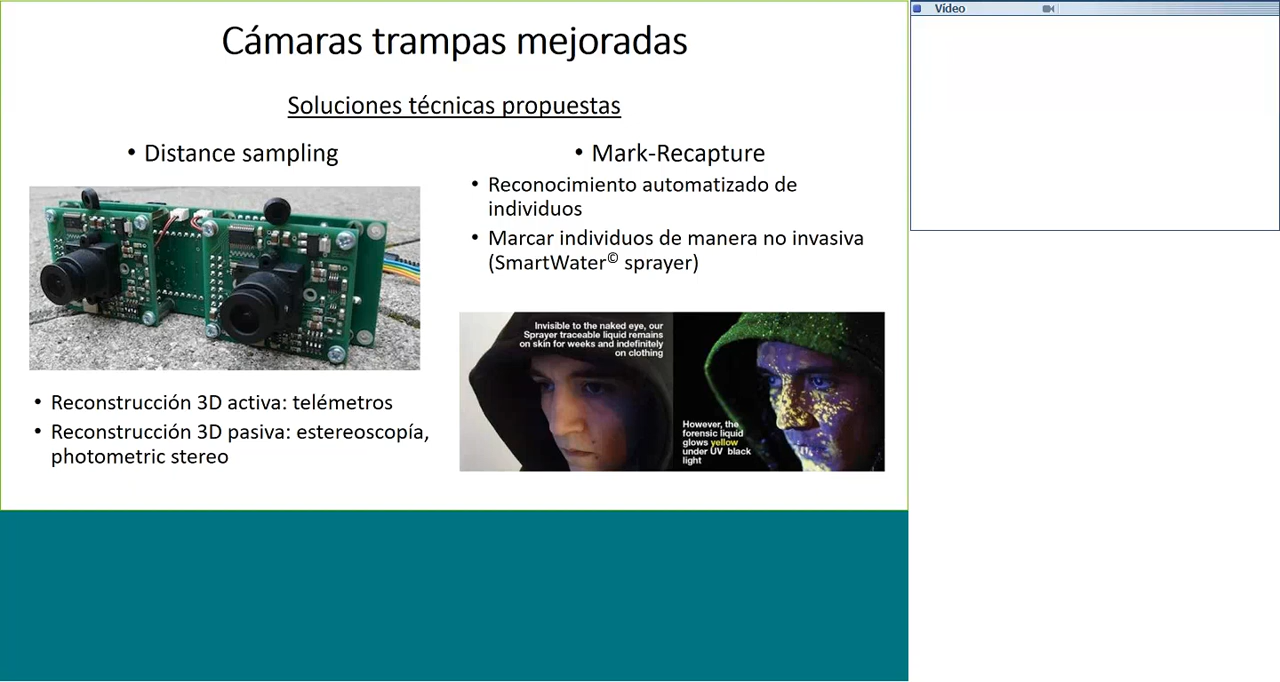 Cámaras trampas mejoradas
Soluciones técnicas propuestas
• Distance sampling
• Reconstrucción 3D activa: telémetros
• Reconstrucción 3D pasiva: estereoscopía,
photometric stereo
• Mark-Recapture
• Reconocimiento automatizado de
individuos
• Marcar individuos de manera no invasiva
(SmartWater© sprayer)
Invisible to the naked eye, our
Sprayer traceable liquid remains
on skin for weeks and indefinitely
on clothing
However, the
forensic liquid
glows yellow
under UV black
light
Vídeo